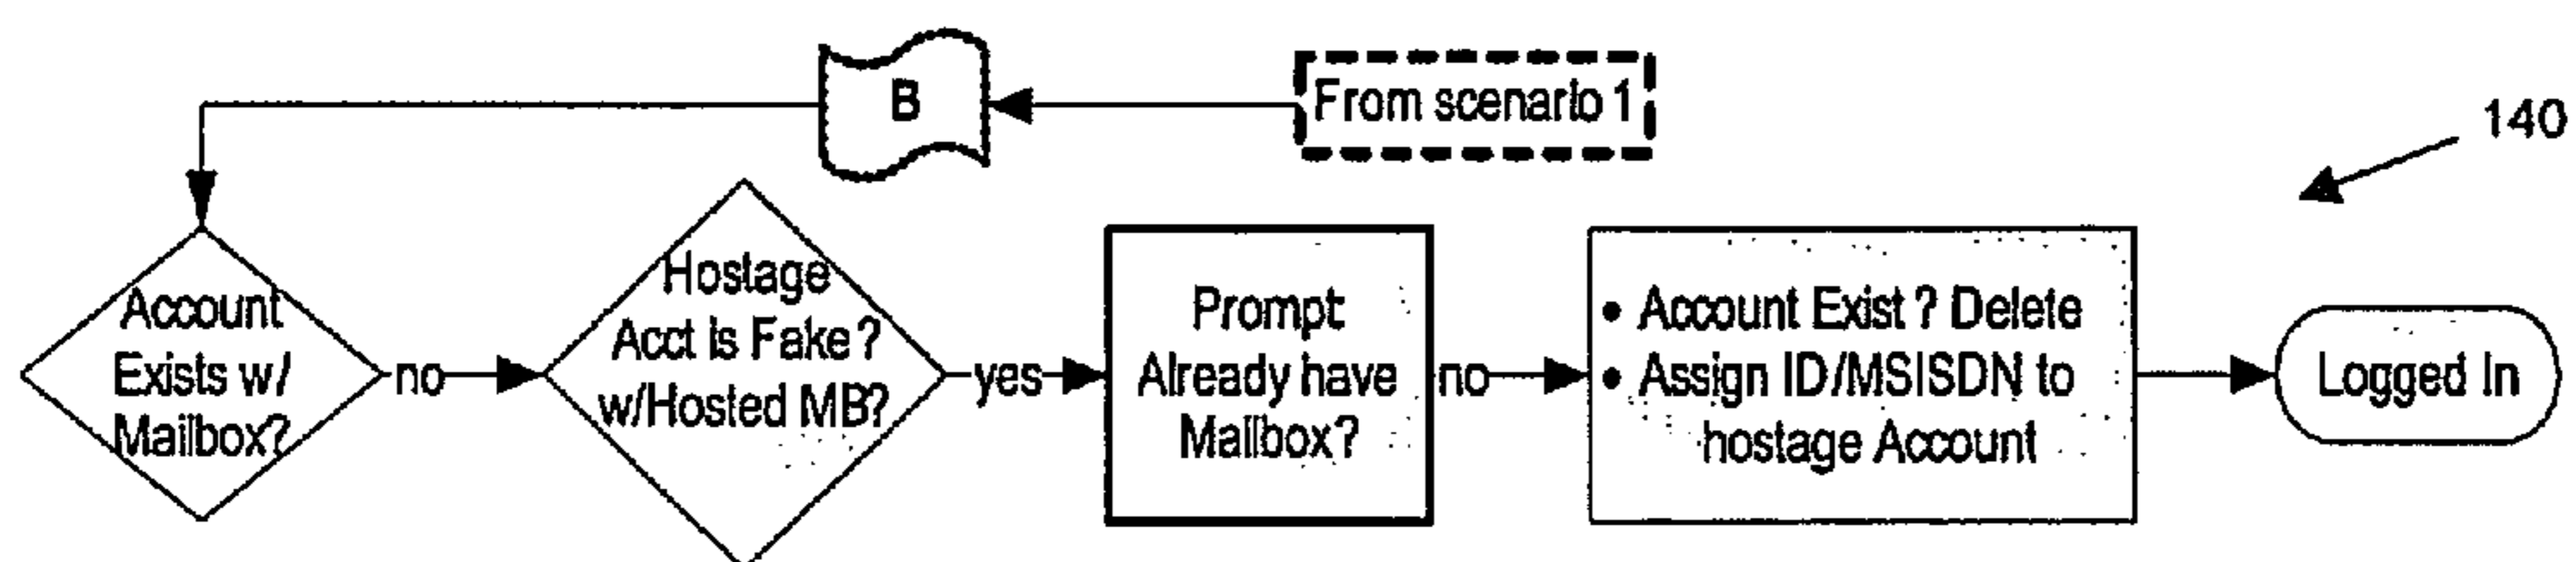 B
From scenario 1
140
Account
Exists w/
Mailbox?
no
Hostage
Acct is Fake?
w/Hosted MB?
yes
Prompt:
Already have
Mailbox?
no
• Account Exist? Delete
• Assign ID/MSISDN to
hostage Account
Logged In